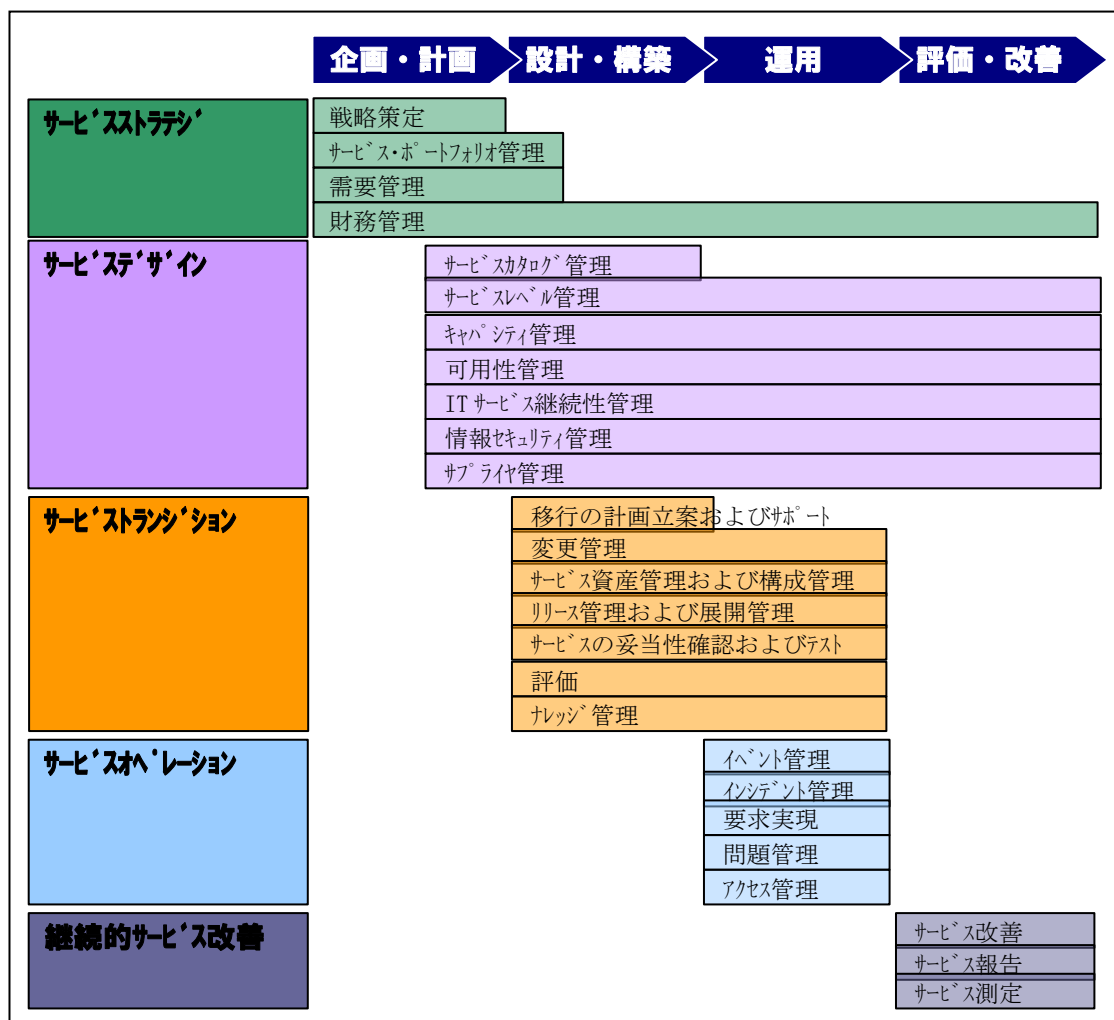 企画・計画 設計・構築 運用 評価・改善
ｻｰﾋﾞｽｽﾄﾗﾃｼﾞ
戦略策定
ｻｰﾋﾞｽ・ﾎﾟｰﾄﾌｫﾘｵ管理
需要管理
財務管理
ｻｰﾋﾞｽﾃﾞｻﾞｲﾝ
ｻｰﾋﾞｽｶﾀﾛｸﾞ管理
ｻｰﾋﾞｽﾚﾍﾞﾙ管理
ｷｬﾊﾟｼﾃｨ管理
可用性管理
ITｻｰﾋﾞｽ継続性管理
情報ｾｷｭﾘﾃｨ管理
ｻﾌﾟﾗｲﾔ管理
ｻｰﾋﾞｽﾄﾗﾝｼﾞｼｮﾝ
移行の計画立案およびｻﾎﾟｰﾄ
変更管理
ｻｰﾋﾞｽ資産管理および構成管理
ﾘﾘｰｽ管理および展開管理
ｻｰﾋﾞｽの妥当性確認およびﾃｽﾄ
評価
ﾅﾚｯｼﾞ管理
ｻｰﾋﾞｽｵﾍﾟﾚｰｼｮﾝ
ｲﾍﾞﾝﾄ管理
ｲﾝｼﾃﾞﾝﾄ管理
要求実現
問題管理
ｱｸｾｽ管理
継続的ｻｰﾋﾞｽ改善
ｻｰﾋﾞｽ改善
ｻｰﾋﾞｽ報告
ｻｰﾋﾞｽ測定